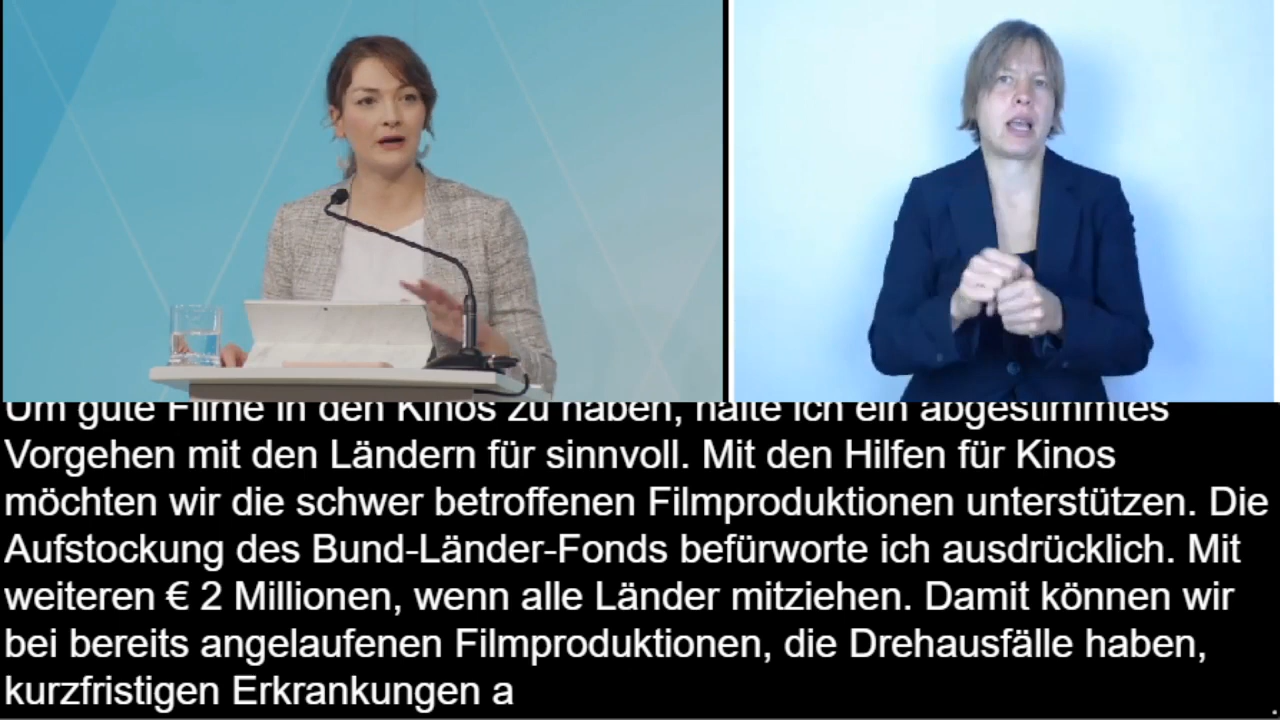 Um gute Filme in den Kinos zu haben, halte ich ein abgestimmtes
Vorgehen mit den Ländern für sinnvoll. Mit den Hilfen für Kinos
möchten wir die schwer betroffenen Filmproduktionen unterstützen. Die
Aufstockung des Bund-Länder-Fonds befürworte ich ausdrücklich. Mit
weiteren € 2 Millionen, wenn alle Länder mitziehen. Damit können wir
bei bereits angelaufenen Filmproduktionen, die Drehausfälle haben,
kurzfristigen Erkrankungen a